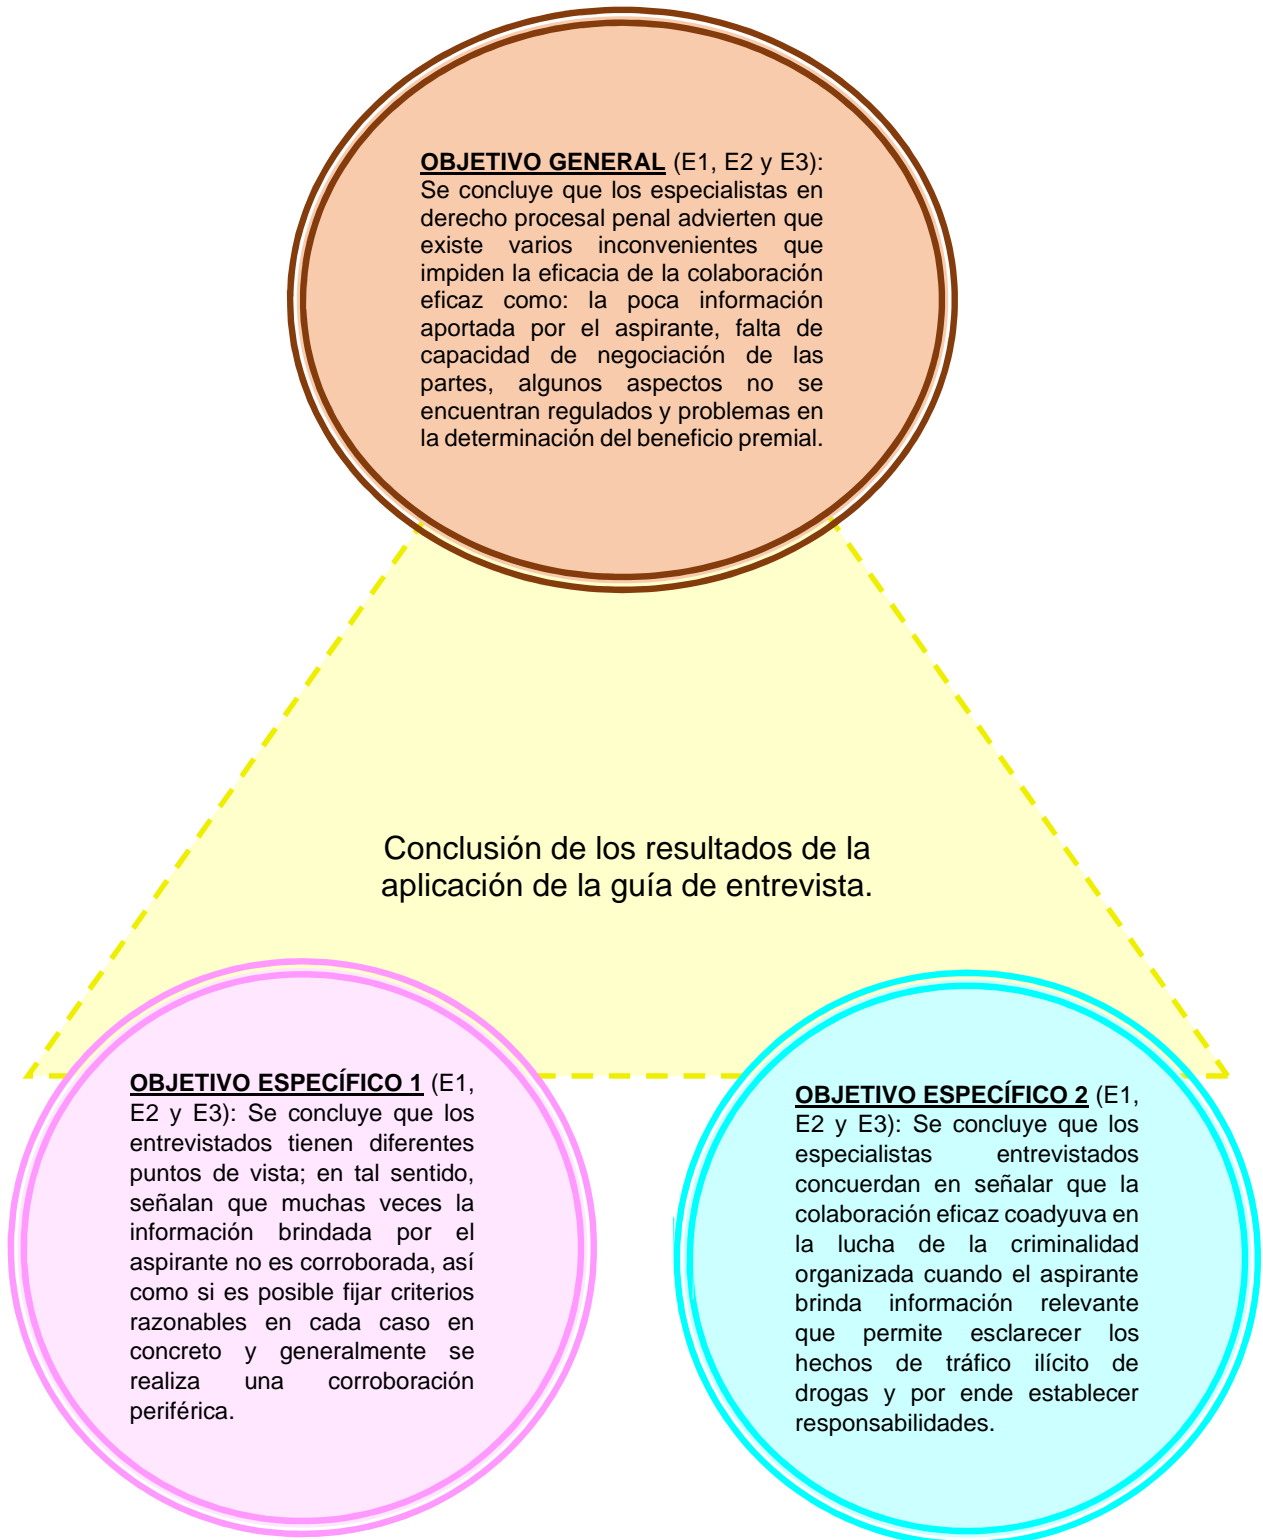 OBJETIVO GENERAL (E1, E2 y E3):
Se concluye que los especialistas en
derecho procesal penal advierten que
existe varios inconvenientes que
impiden la eficacia de la colaboración
eficaz como: la poca información
aportada por el aspirante, falta de
capacidad de negociación de las
partes, algunos aspectos no se
encuentran regulados y problemas en
la determinación del beneficio premial.
Conclusión de los resultados de la
aplicación de la guía de entrevista.
OBJETIVO ESPECÍFICO 1 (E1,
E2 y E3): Se concluye que los
entrevistados tienen diferentes
puntos de vista; en tal sentido,
señalan que muchas veces la
información brindada por el
aspirante no es corroborada, así
como si es posible fijar criterios
razonables en cada caso en
concreto y generalmente se
realiza una corroboración
periférica.
OBJETIVO ESPECÍFICO 2 (E1,
E2 y E3): Se concluye que los
especialistas entrevistados
concuerdan en señalar que la
colaboración eficaz coadyuva en
la lucha de la criminalidad
organizada cuando el aspirante
brinda información relevante
que permite esclarecer los
hechos de tráfico ilícito de
drogas y por ende establecer
responsabilidades.